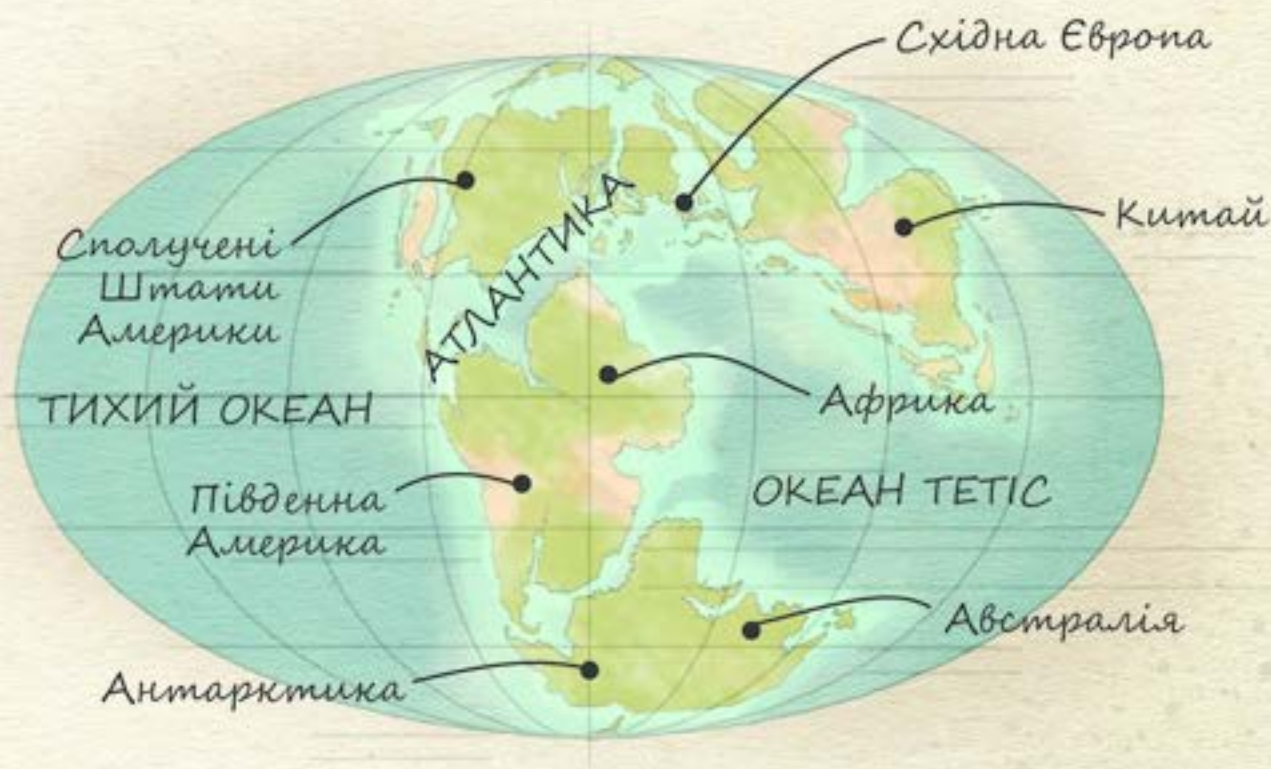 Східна Європа
Китай
Сполучені
Штати
Америки
АТЛАНТИКА
ТИХИЙ ОКЕАН
Африка
Південна
Америка
ОКЕАН ТЕТІС
Австралія
Антарктика